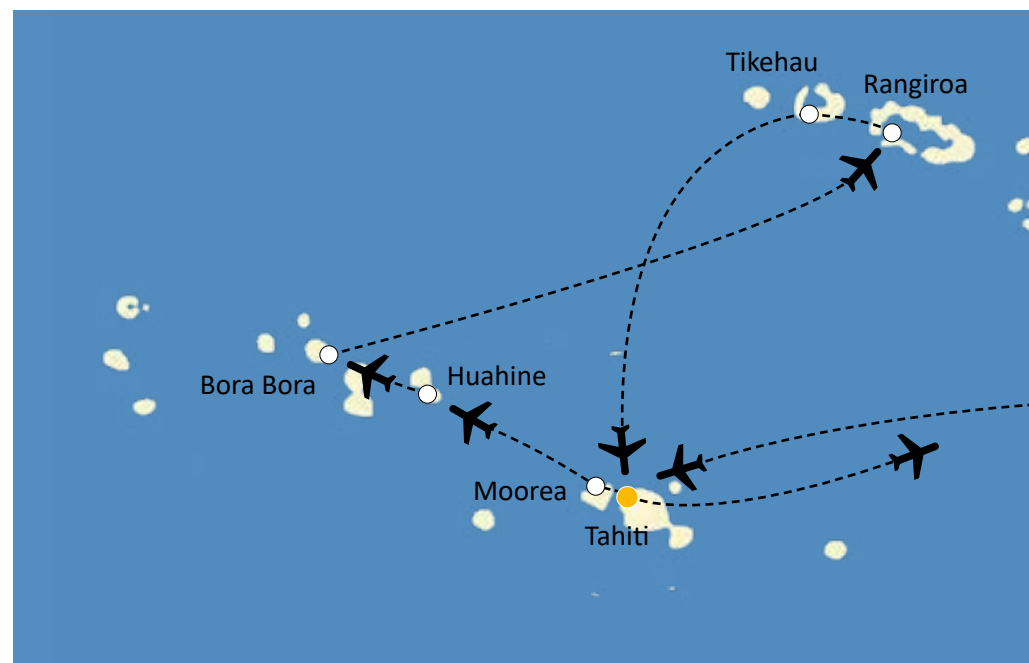 Tikehau
Rangiroa
Bora Bora
Huahine
Moorea
Tahiti